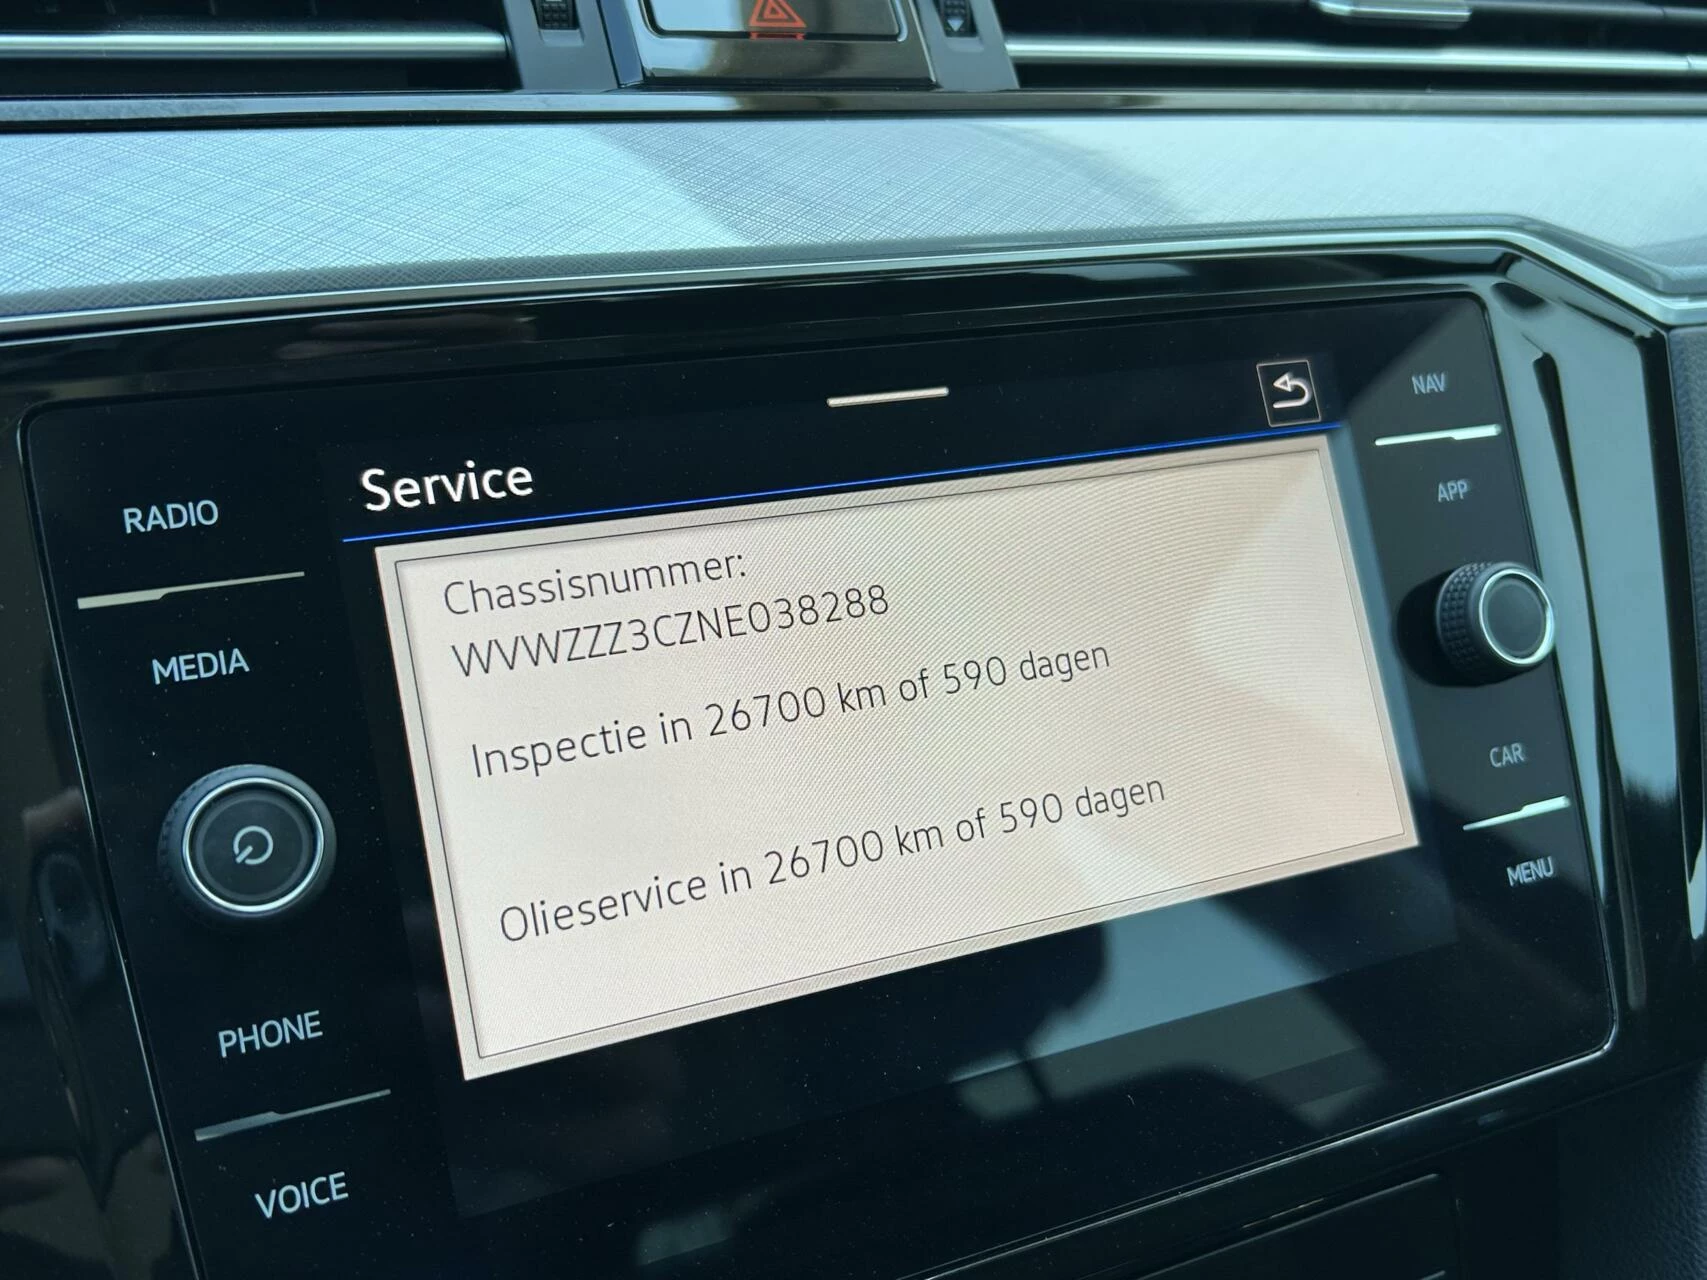 Service
Chassisnummer:
WVWZZZ3CZNE038288
Inspectie in 26700 km of 590 dagen
Olieservice in 26700 km of 590 dagen
RADIO
MEDIA
PHONE
VOICE
NAV
APP
CAR
MENU